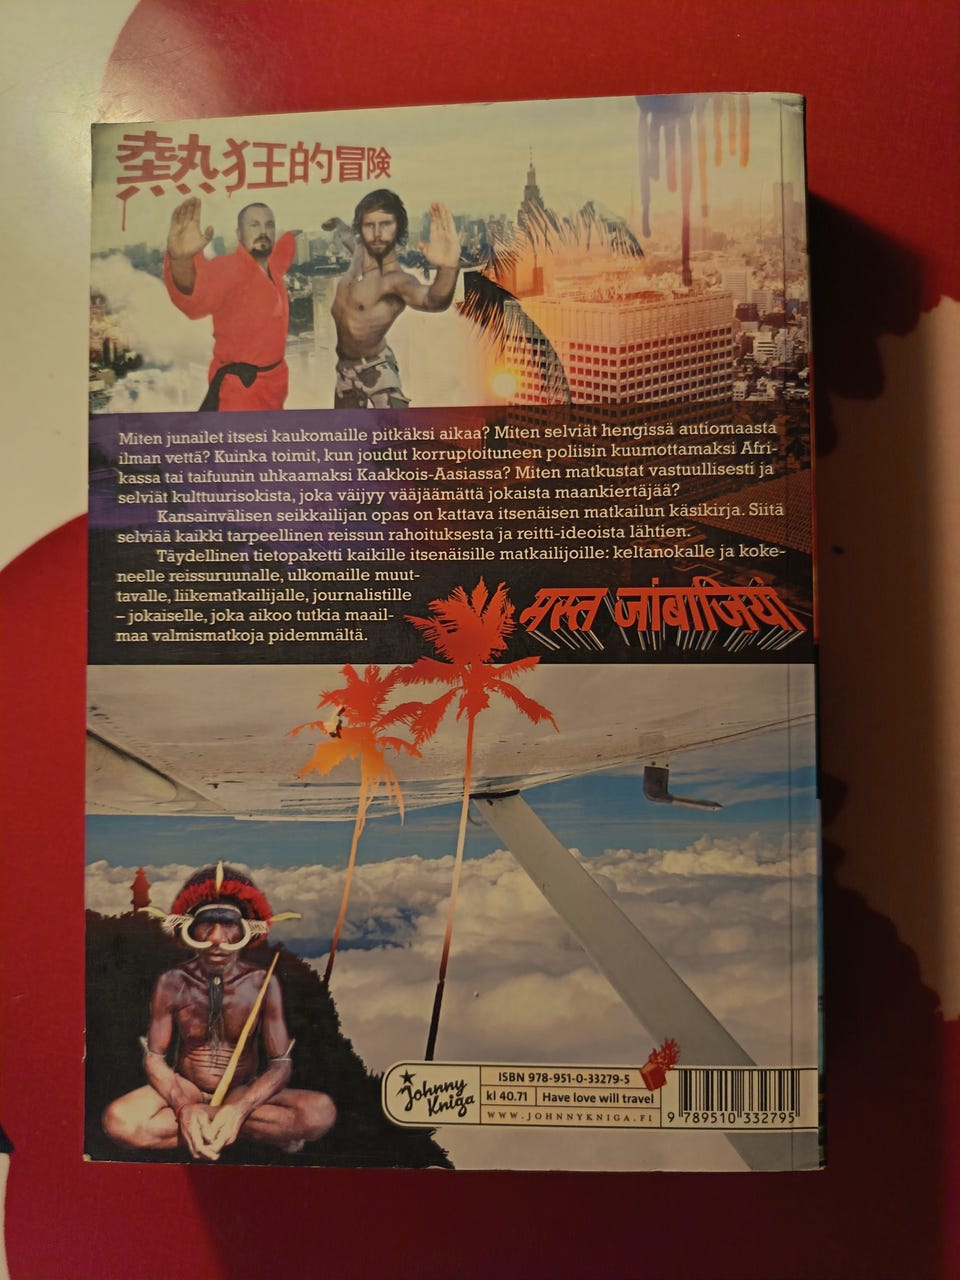 熱狂的冒険
Miten junailet itsesi kaukomaille pitkäksi aikaa? Miten selviät hengissä autiomaasta
ilman vettä? Kuinka toimit, kun joudut korruptoituneen poliisin kuumottamaksi Afri-
kassa tai taifuunin uhkaamaksi Kaakkois-Aasiassa? Miten matkustat vastuullisesti ja
selviät kulttuurisokista, joka väijyy vääjäämättä jokaista maankiertäjää?
Kansainvälisen seikkailijan opas on kattava itsenäisen matkailun käsikirja. Siitä
selviää kaikki tarpeellinen reissun rahoituksesta ja reitti-ideoista lähtien.
Täydellinen tietopaketti kaikille itsenäisille matkailijoille: keltanokalle ja koke-
neelle reissuruunalle, ulkomaille muut-
tavalle, liikematkailijalle, journalistille
– jokaiselle, joka aikoo tutkia maail-
maa valmismatkoja pidemmältä.
मस्त जांबाज़ियां
Johnny
Kniga
ISBN 978-951-0-33279-5
kl 40.71 Have love will travel
WWW.JOHNNYKNIGA.FI
9 789510 332795